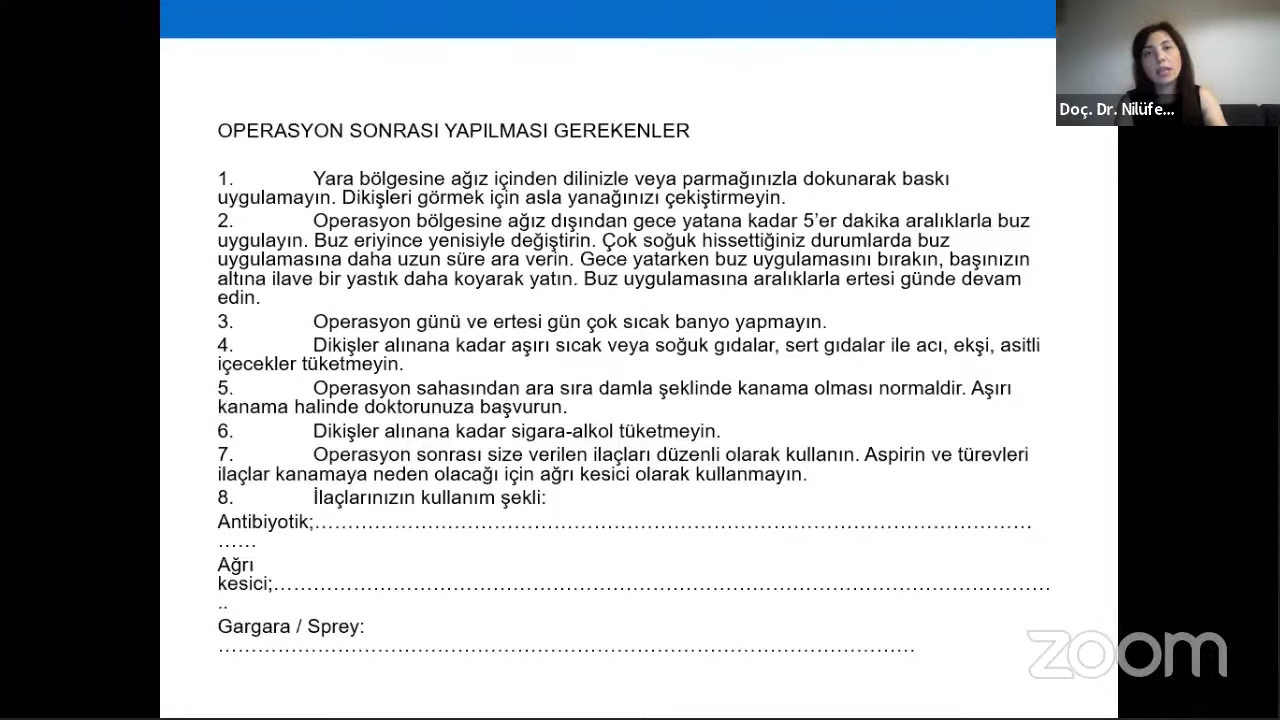 OPERASYON SONRASI YAPILMASI GEREKENLER
1. Yara bölgesine ağız içinden dilinizle veya parmağınızla dokunarak baskı
uygulamayın. Dikişleri görmek için asla yanağınızı çekiştirmeyin.
2. Operasyon bölgesine ağız dışından gece yatana kadar 5’er dakika aralıklarla buz
uygulayın. Buz eriyince yenisiyle değiştirin. Çok soğuk hissettiğiniz durumlarda buz
uygulamasına daha uzun süre ara verin. Gece yatarken buz uygulamasını bırakın, başınızın
altına ilave bir yastık daha koyarak yatın. Buz uygulamasına aralıklarla ertesi günde devam
edin.
3. Operasyon günü ve ertesi gün çok sıcak banyo yapmayın.
4. Dikişler alınana kadar aşırı sıcak veya soğuk gıdalar, sert gıdalar ile acı, ekşi, asitli
içecekler tüketmeyin.
5. Operasyon sahasından ara sıra damla şeklinde kanama olması normaldir. Aşırı
kanama halinde doktorunuza başvurun.
6. Dikişler alınana kadar sigara-alkol tüketmeyin.
7. Operasyon sonrası size verilen ilaçları düzenli olarak kullanın. Aspirin ve türevleri
ilaçlar kanamaya neden olacağı için ağrı kesici olarak kullanmayın.
8. İlaçlarınızın kullanım şekli:
Antibiyotik;………………………………………………………………………………………………
……
Ağrı
kesici;………………………………………………………………………………………………………
..
Gargara / Sprey:
……………………………………………………………………………………………
Doç. Dr. Nilüfe...
zoom